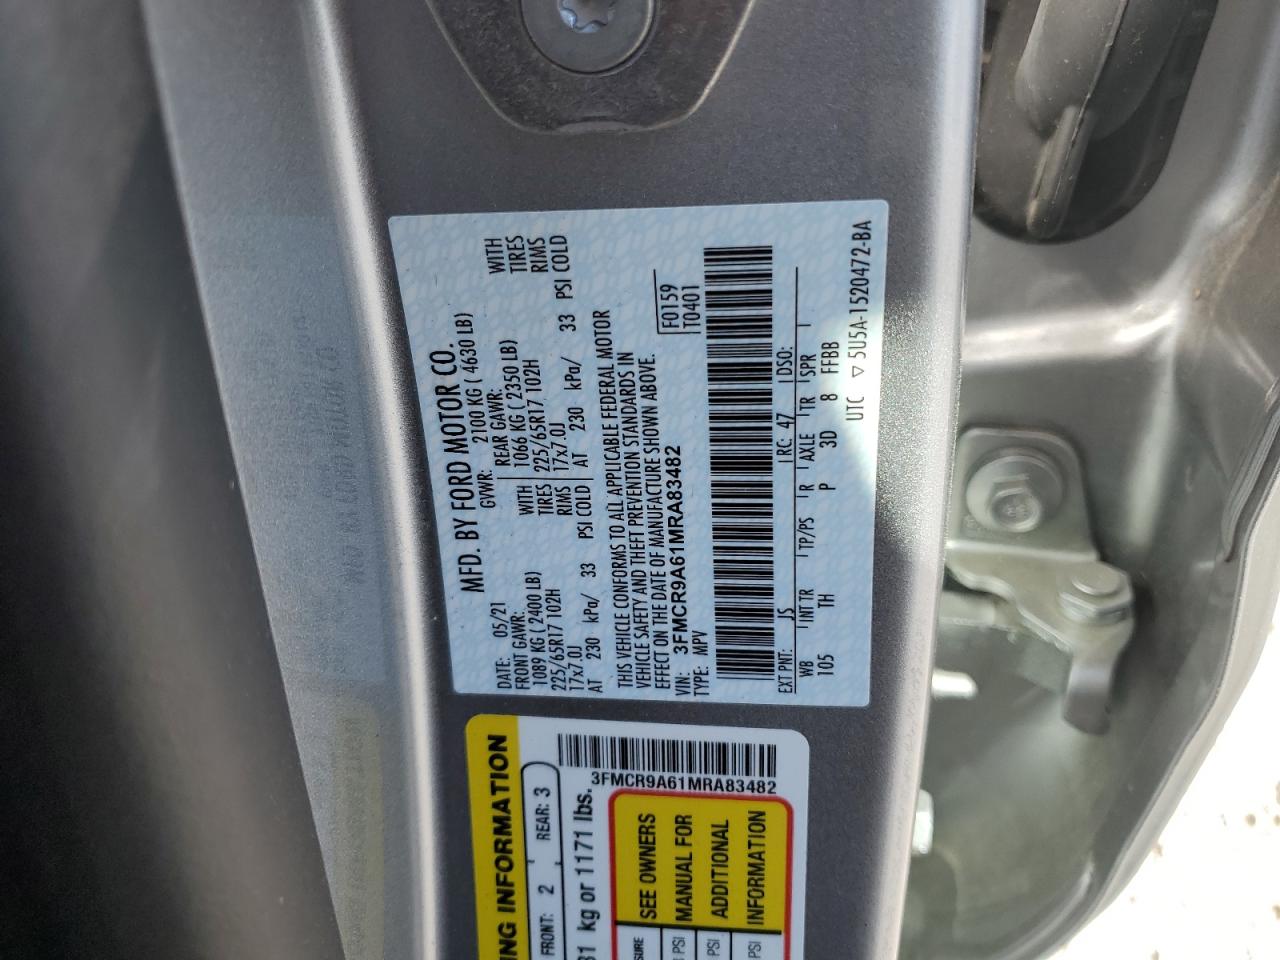 MFD. BY FORD MOTOR CO.
DATE: 05/21 GVWR: 2100 KG ( 4630 LB)
FRONT GAWR: REAR GAWR:
1089 KG ( 2400 LB) WITH 1066 KG ( 2350 LB) WITH
225/65R17 102H TIRES 225/65R17 102H TIRES
17x7.0J RIMS 17x7.0J RIMS
AT 230 kPa/ 33 PSI COLD AT 230 kPa/ 33 PSI COLD
THIS VEHICLE CONFORMS TO ALL APPLICABLE FEDERAL MOTOR
VEHICLE SAFETY AND THEFT PREVENTION STANDARDS IN
EFFECT ON THE DATE OF MANUFACTURE SHOWN ABOVE.
VIN: 3FMCR9A61MRA83482 F0159
TYPE: MPV T0401
EXT PNT: JS RC: 47 DSO:
WB INT TR TP/PS R AXLE TR SPR
105 TH P 3D 8 FFBB
UTC ▽ 5U5A-1520472-BA
ING INFORMATION
FRONT: 2 REAR: 3
31 kg or 1171 lbs.
3FMCR9A61MRA83482
SEE OWNERS
MANUAL FOR
ADDITIONAL
INFORMATION
PSI
PSI
PSI